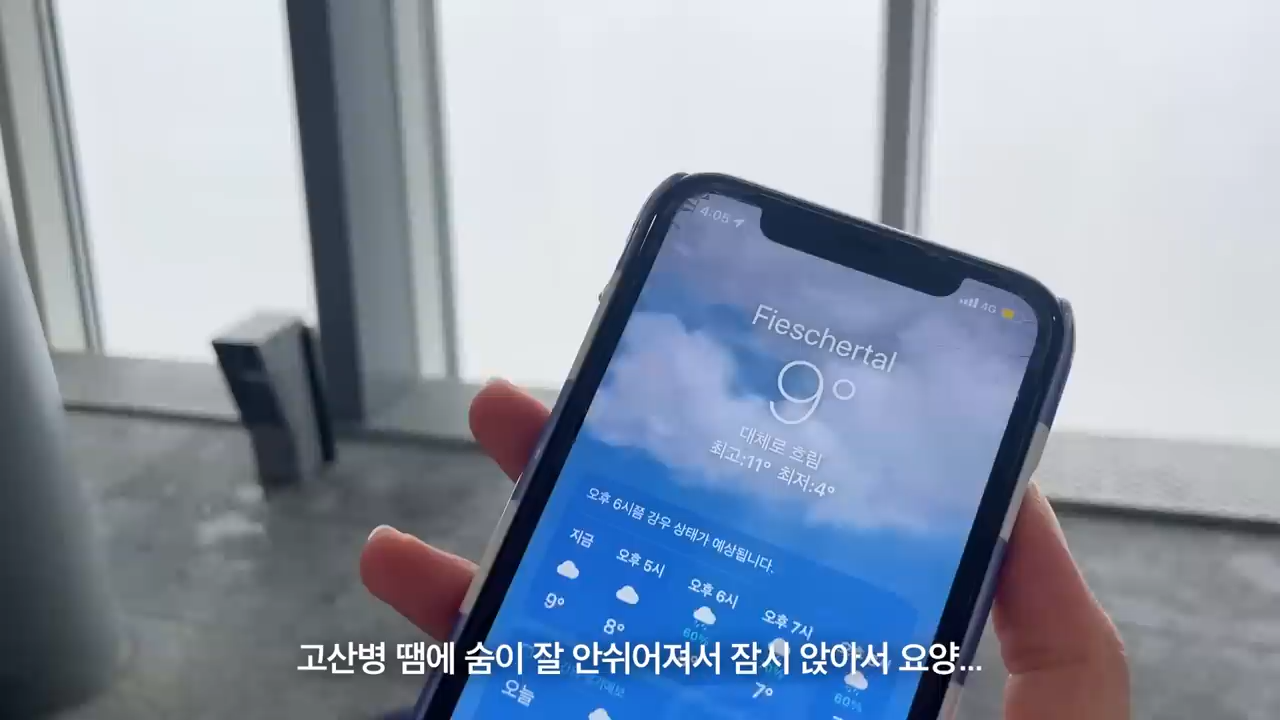 4:05
4G
Fieschertal
9°
대체로 흐림
최고:11° 최저:4°
오후 6시쯤 강우 상태가 예상됩니다.
지금 오후 5시 오후 6시 오후 7시
60% 60%
9° 8° 7°
고산병 땜에 숨이 잘 안쉬어져서 잠시 앉아서 요양...
오늘